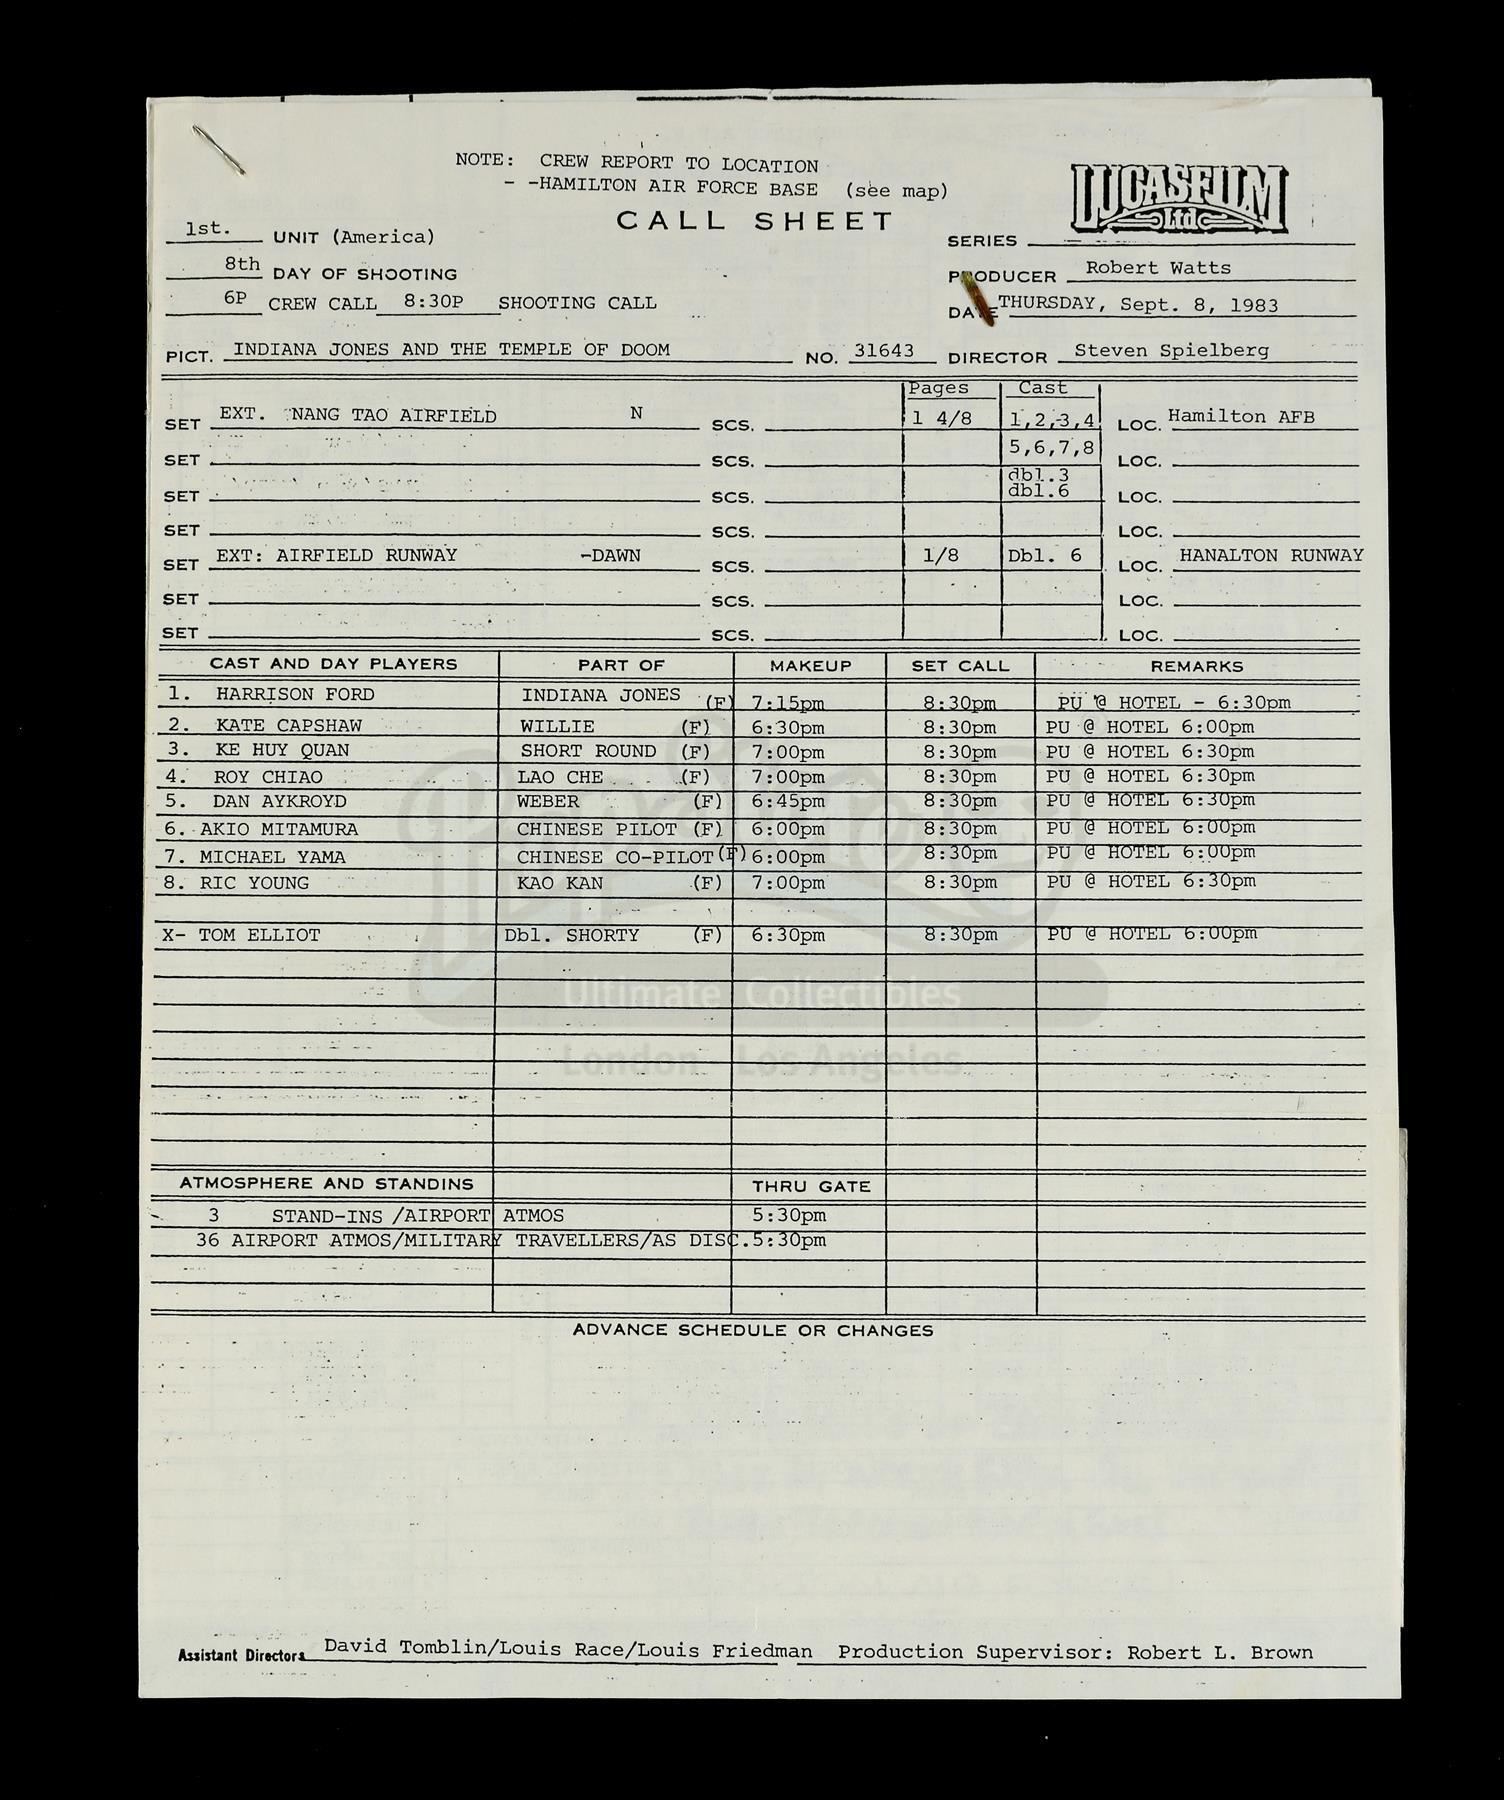 NOTE: CREW REPORT TO LOCATION
- -HAMILTON AIR FORCE BASE (see map)
CALL SHEET
LUCASFILM Ltd
1st. UNIT (America)
SERIES
8th DAY OF SHOOTING
PRODUCER Robert Watts
6P CREW CALL 8:30P SHOOTING CALL
DATE THURSDAY, Sept. 8, 1983
PICT. INDIANA JONES AND THE TEMPLE OF DOOM NO. 31643 DIRECTOR Steven Spielberg
Pages Cast
SET EXT. NANG TAO AIRFIELD N SCS. 1 4/8 1,2,3,4 LOC. Hamilton AFB
SET SCS. 5,6,7,8 LOC.
SET SCS. dbl.3 dbl.6 LOC.
SET SCS. LOC.
SET EXT: AIRFIELD RUNWAY -DAWN SCS. 1/8 Dbl. 6 LOC. HANALTON RUNWAY
SET SCS. LOC.
SET SCS. LOC.
CAST AND DAY PLAYERS PART OF MAKEUP SET CALL REMARKS
1. HARRISON FORD INDIANA JONES (F) 7:15pm 8:30pm PU @ HOTEL - 6:30pm
2. KATE CAPSHAW WILLIE (F) 6:30pm 8:30pm PU @ HOTEL 6:00pm
3. KE HUY QUAN SHORT ROUND (F) 7:00pm 8:30pm PU @ HOTEL 6:30pm
4. ROY CHIAO LAO CHE (F) 7:00pm 8:30pm PU @ HOTEL 6:30pm
5. DAN AYKROYD WEBER (F) 6:45pm 8:30pm PU @ HOTEL 6:30pm
6. AKIO MITAMURA CHINESE PILOT (F) 6:00pm 8:30pm PU @ HOTEL 6:00pm
7. MICHAEL YAMA CHINESE CO-PILOT (F) 6:00pm 8:30pm PU @ HOTEL 6:00pm
8. RIC YOUNG KAO KAN (F) 7:00pm 8:30pm PU @ HOTEL 6:30pm
X- TOM ELLIOT Dbl. SHORTY (F) 6:30pm 8:30pm PU @ HOTEL 6:00pm
Ultimate Collectibles
London - Los Angeles
ATMOSPHERE AND STANDINS THRU GATE
3 STAND-INS /AIRPORT ATMOS 5:30pm
36 AIRPORT ATMOS/MILITARY TRAVELLERS/AS DISC. 5:30pm
ADVANCE SCHEDULE OR CHANGES
Assistant Directors David Tomblin/Louis Race/Louis Friedman Production Supervisor: Robert L. Brown